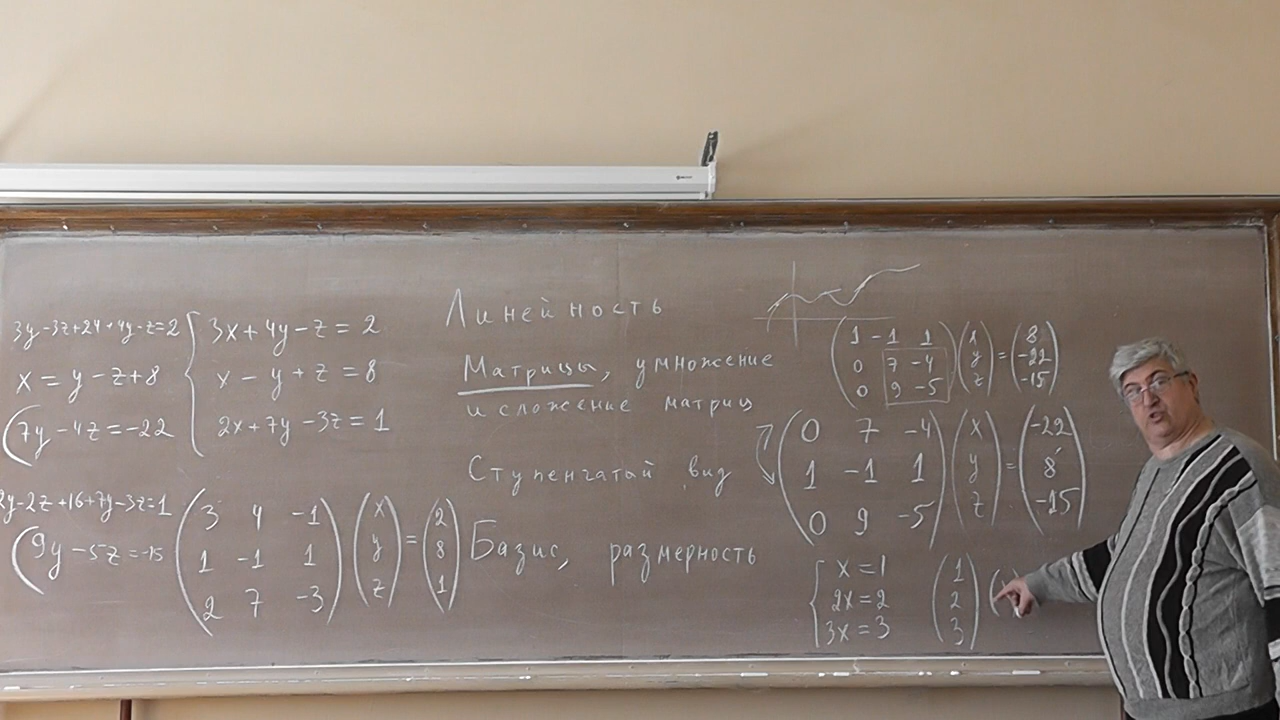 3y-3z+24+4y-z=2
x = y - z + 8
7y - 4z = -22
2y-2z+16+7y-3z=1
9y - 5z = -15
3x + 4y - z = 2
x - y + z = 8
2x + 7y - 3z = 1
3 4 -1 x 2
1 -1 1 y = 8
2 7 -3 z 1
Линейность
Матрицы, умножение
и сложение матриц
Ступенчатай вид
Базис, размерность
1 -1 1 x 8
0 7 -4 y = -22
0 9 -5 z -15
0 7 -4 x -22
1 -1 1 y = 8
0 9 -5 z -15
x = 1
2x = 2
3x = 3
1
2
3